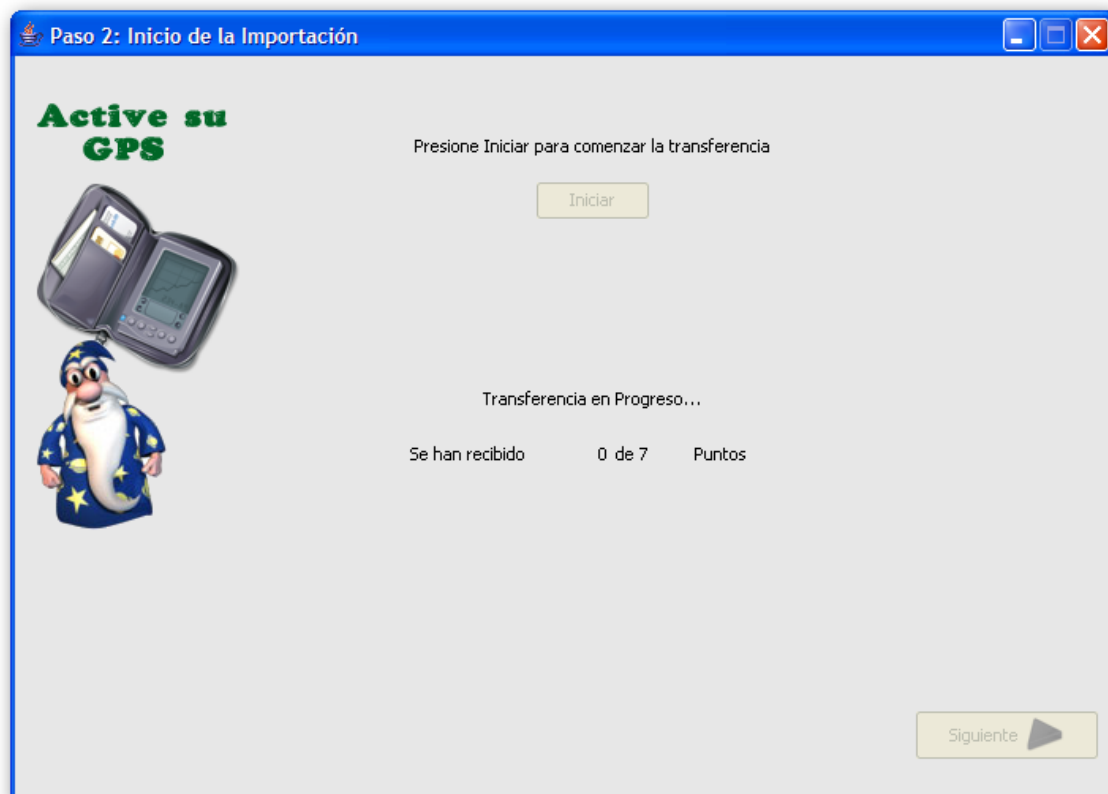 Paso 2: Inicio de la Importación
Active su
GPS
Presione Iniciar para comenzar la transferencia
Iniciar
Transferencia en Progreso...
Se han recibido 0 de 7 Puntos
Siguiente